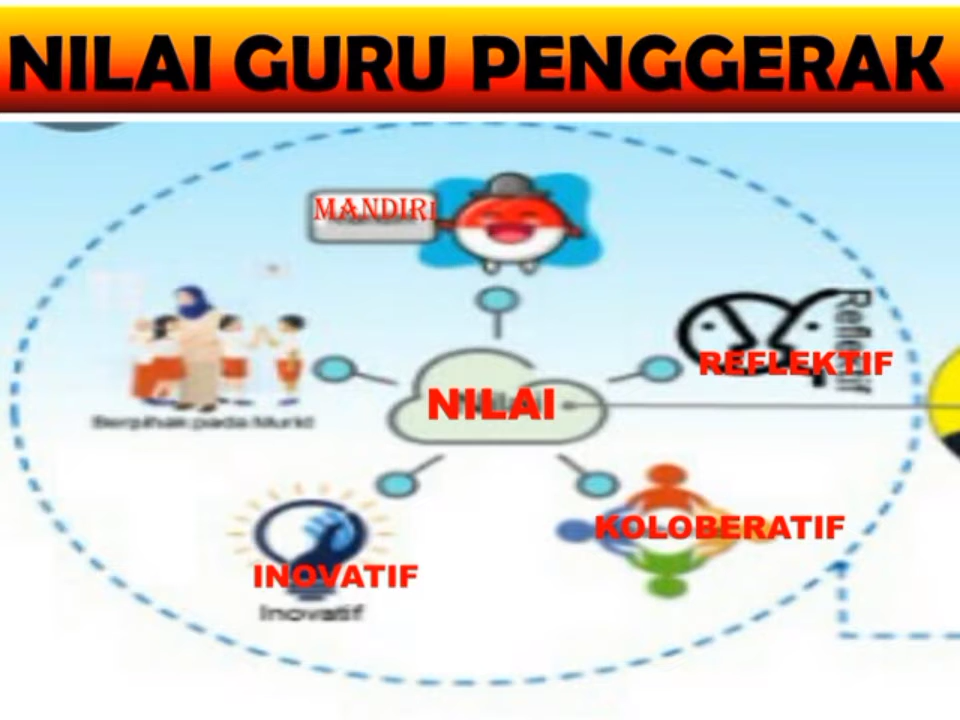 NILAI GURU PENGGERAK
MANDIRI
Reflektif
REFLEKTIF
NILAI
Berpihak pada Murid
KOLOBERATIF
INOVATIF
Inovatif